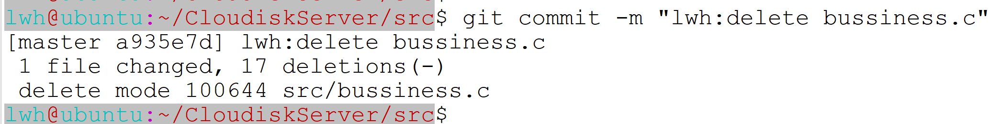 lwh@ubuntu:~/CloudiskServer/src$ git commit -m "lwh:delete bussiness.c"
[master a935e7d] lwh:delete bussiness.c
 1 file changed, 17 deletions(-)
 delete mode 100644 src/bussiness.c
lwh@ubuntu:~/CloudiskServer/src$